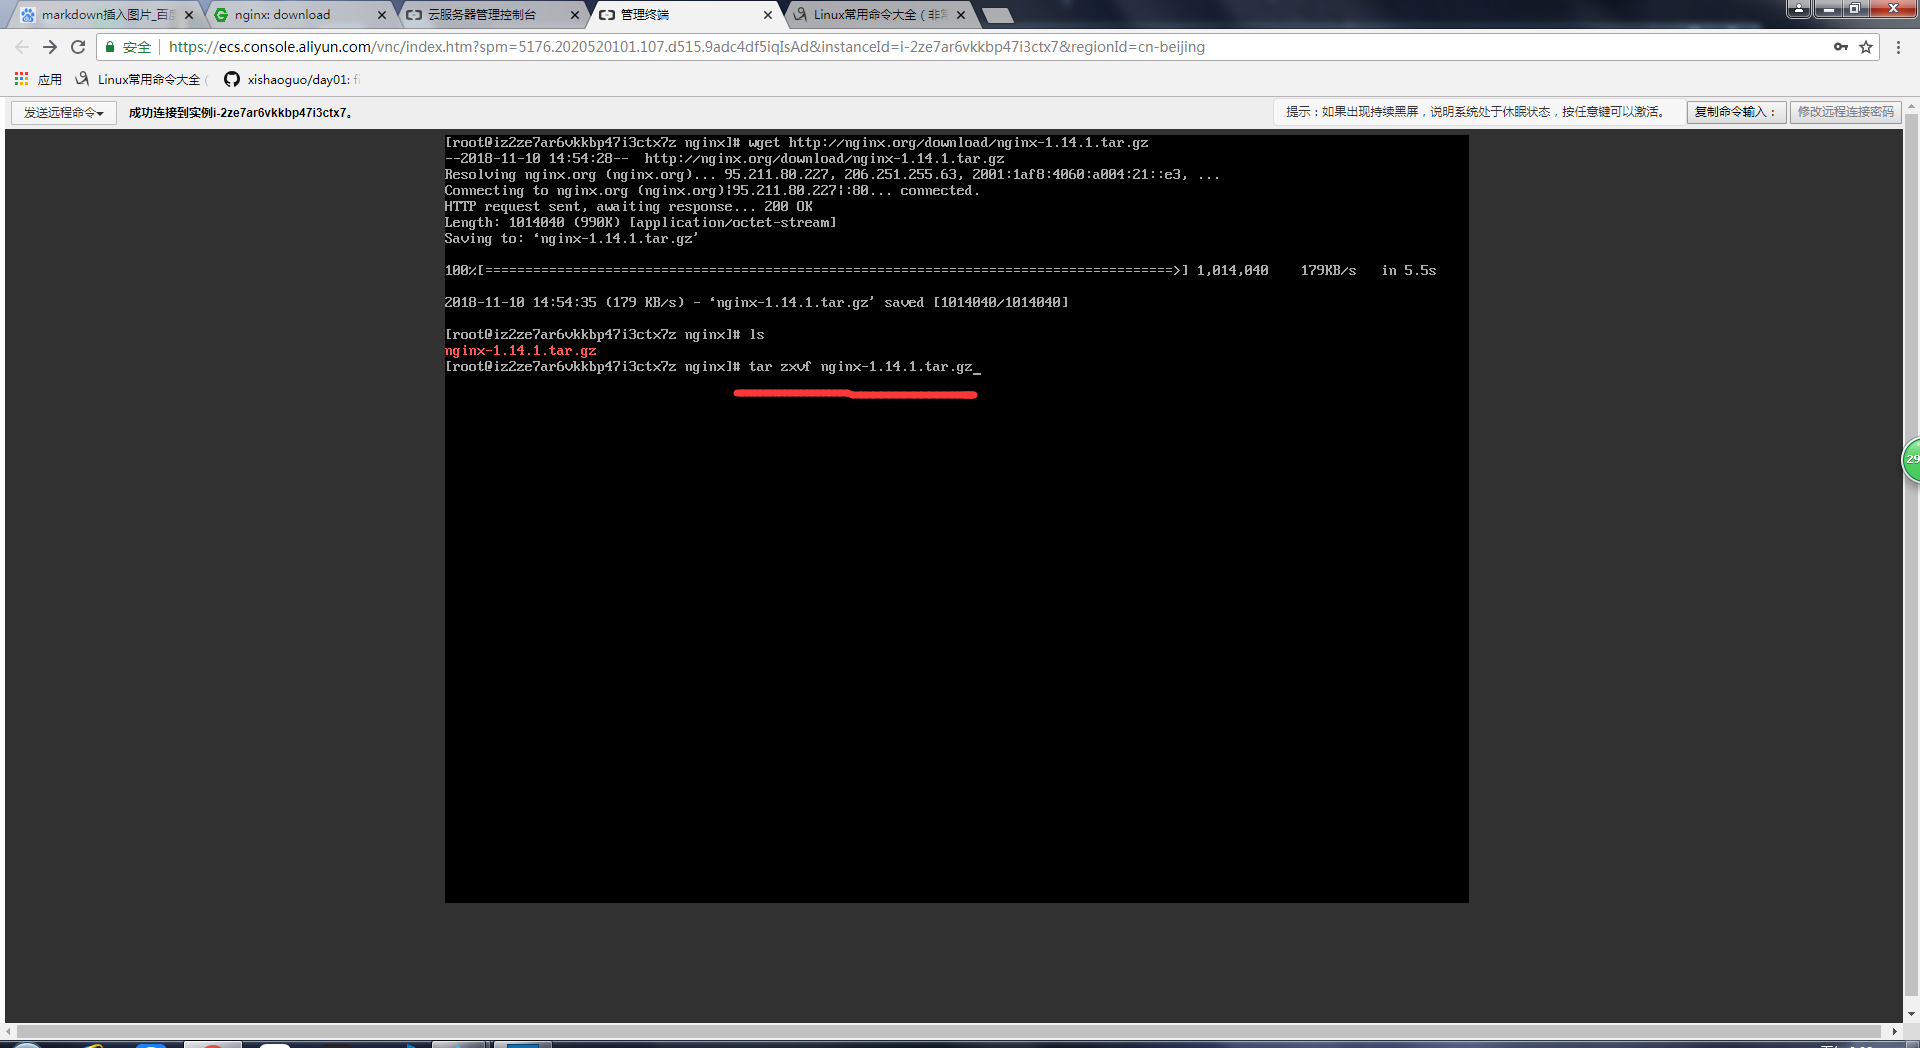 markdown插入图片_百度
nginx: download
云服务器管理控制台
管理终端
Linux常用命令大全（非常
安全
https://ecs.console.aliyun.com/vnc/index.htm?spm=5176.2020520101.107.d515.9adc4df5iqIsAd&instanceId=i-2ze7ar6vkkbp47i3ctx7&regionId=cn-beijing
应用
Linux常用命令大全（
xishaoguo/day01: fi
发送远程命令
成功连接到实例i-2ze7ar6vkkbp47i3ctx7。
提示：如果出现持续黑屏，说明系统处于休眠状态，按任意键可以激活。
复制命令输入：
修改远程连接密码
[root@iz2ze7ar6vkkbp47i3ctx7z nginx]# wget http://nginx.org/download/nginx-1.14.1.tar.gz
--2018-11-10 14:54:28--  http://nginx.org/download/nginx-1.14.1.tar.gz
Resolving nginx.org (nginx.org)... 95.211.80.227, 206.251.255.63, 2001:1af8:4060:a004:21::e3, ...
Connecting to nginx.org (nginx.org)|95.211.80.227|:80... connected.
HTTP request sent, awaiting response... 200 OK
Length: 1014040 (990K) [application/octet-stream]
Saving to: ‘nginx-1.14.1.tar.gz’
100%[======================================================================================>] 1,014,040    179KB/s   in 5.5s
2018-11-10 14:54:35 (179 KB/s) - ‘nginx-1.14.1.tar.gz’ saved [1014040/1014040]
[root@iz2ze7ar6vkkbp47i3ctx7z nginx]# ls
nginx-1.14.1.tar.gz
[root@iz2ze7ar6vkkbp47i3ctx7z nginx]# tar zxvf nginx-1.14.1.tar.gz_
29